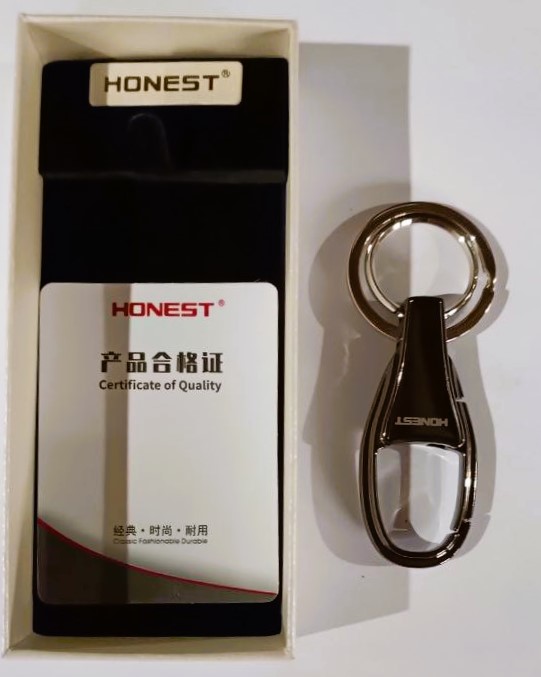 HONEST®
HONEST®
产品合格证
Certificate of Quality
经典·时尚·耐用
Classic Fashionable Durable
HONEST